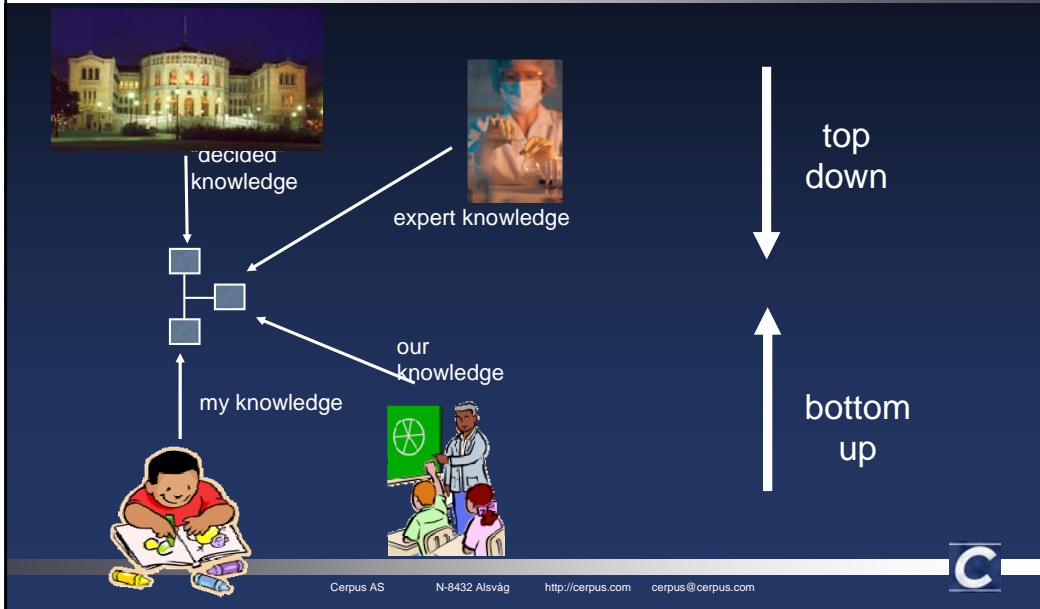 "decided"
knowledge
expert knowledge
top
down
our
knowledge
my knowledge
bottom
up
Cerpus AS N-8432 Alsvåg http://cerpus.com cerpus@cerpus.com
C